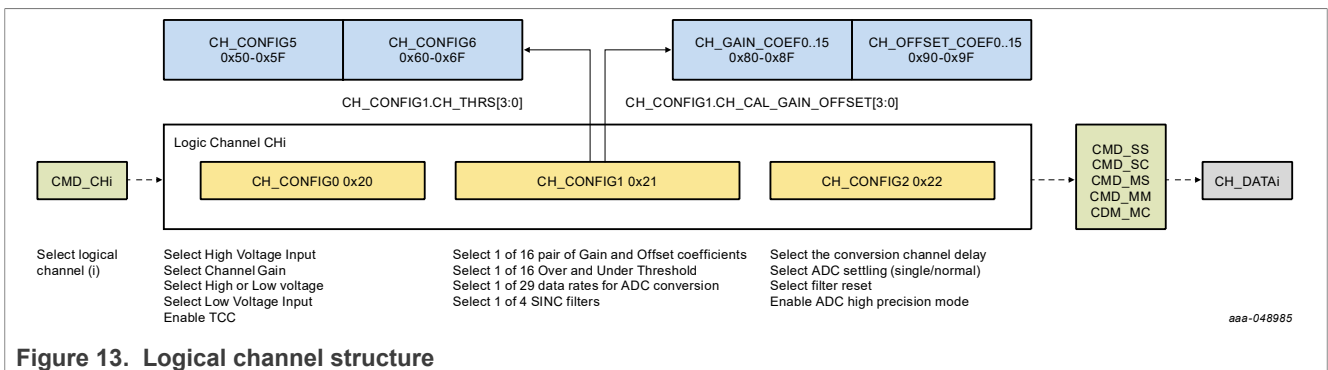 CH_CONFIG5
0x50-0x5F
CH_CONFIG6
0x60-0x6F
CH_GAIN_COEF0..15
0x80-0x8F
CH_OFFSET_COEF0..15
0x90-0x9F
CH_CONFIG1.CH_THRS[3:0]
CH_CONFIG1.CH_CAL_GAIN_OFFSET[3:0]
Logic Channel CHi
CMD_CHi
CH_CONFIG0 0x20
CH_CONFIG1 0x21
CH_CONFIG2 0x22
CMD_SS
CMD_SC
CMD_MS
CMD_MM
CDM_MC
CH_DATAi
Select logical
channel (i)
Select High Voltage Input
Select Channel Gain
Select High or Low voltage
Select Low Voltage Input
Enable TCC
Select 1 of 16 pair of Gain and Offset coefficients
Select 1 of 16 Over and Under Threshold
Select 1 of 29 data rates for ADC conversion
Select 1 of 4 SINC filters
Select the conversion channel delay
Select ADC settling (single/normal)
Select filter reset
Enable ADC high precision mode
aaa-048985
Figure 13. Logical channel structure